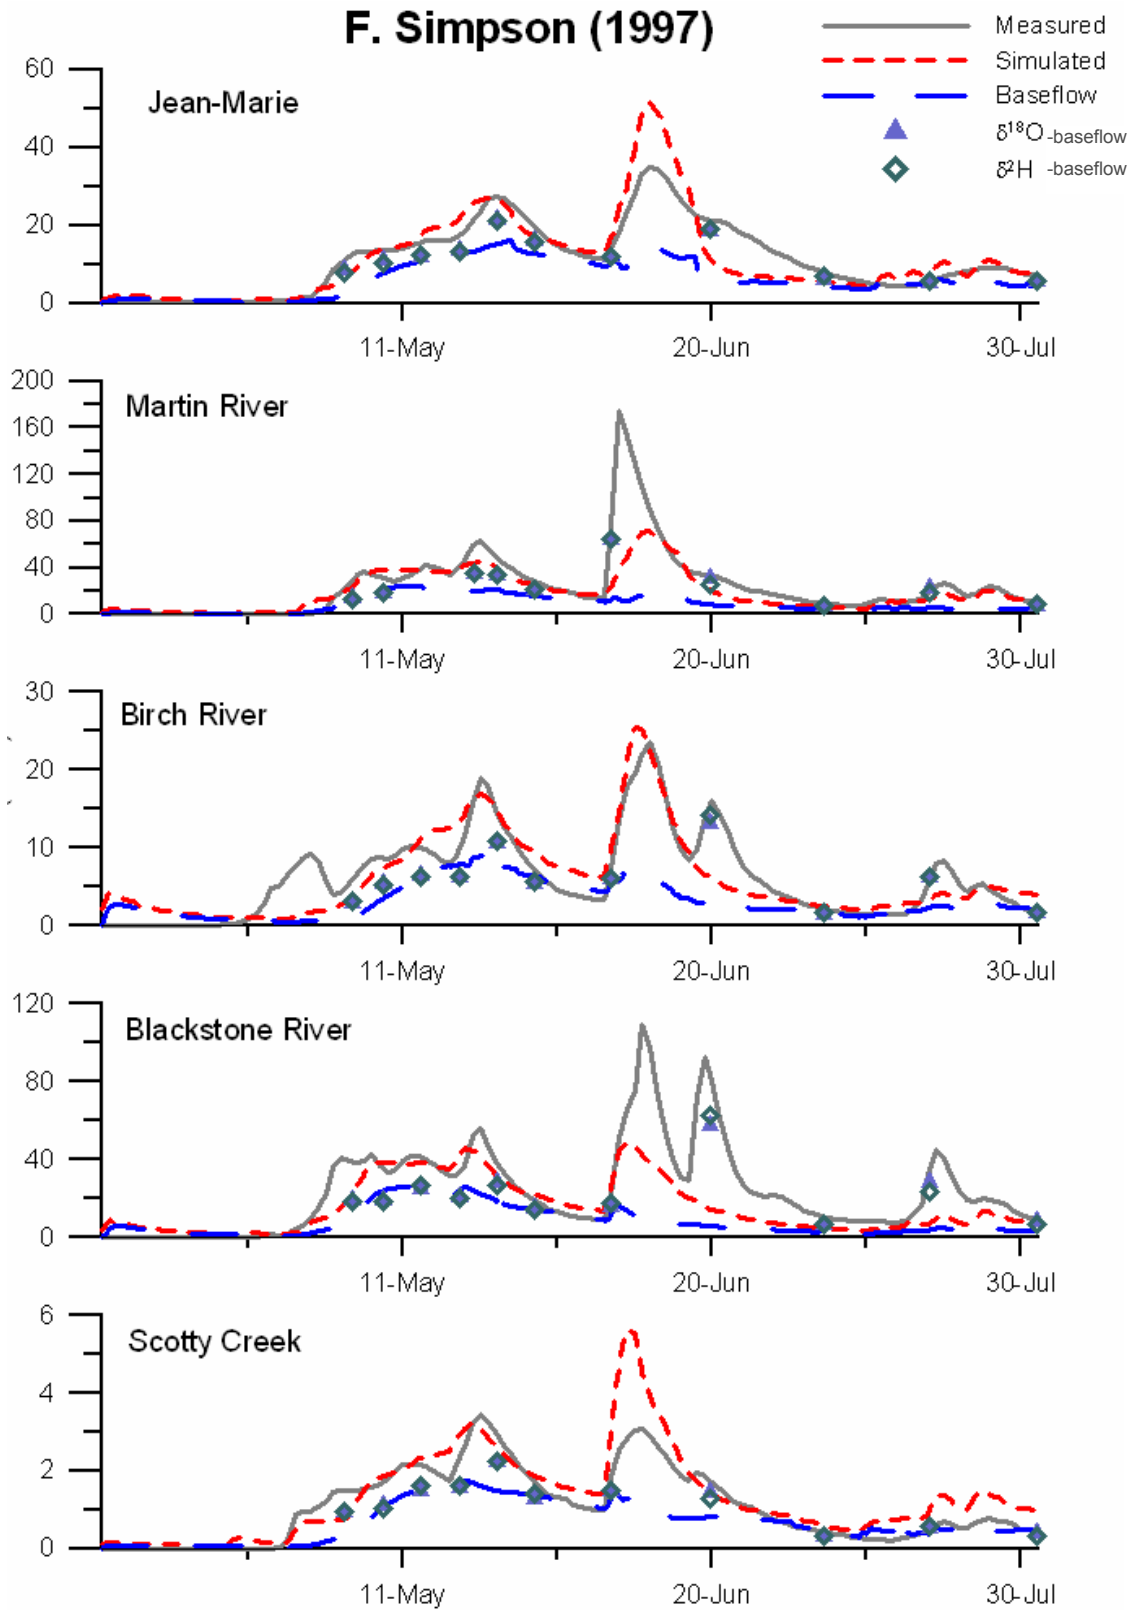 F. Simpson (1997)
Measured
Simulated
Baseflow
δ¹⁸O -baseflow
δ²H -baseflow
Jean-Marie
60
40
20
0
11-May 20-Jun 30-Jul
Martin River
200
160
120
80
40
0
11-May 20-Jun 30-Jul
Birch River
30
20
10
0
11-May 20-Jun 30-Jul
Blackstone River
120
80
40
0
11-May 20-Jun 30-Jul
Scotty Creek
6
4
2
0
11-May 20-Jun 30-Jul